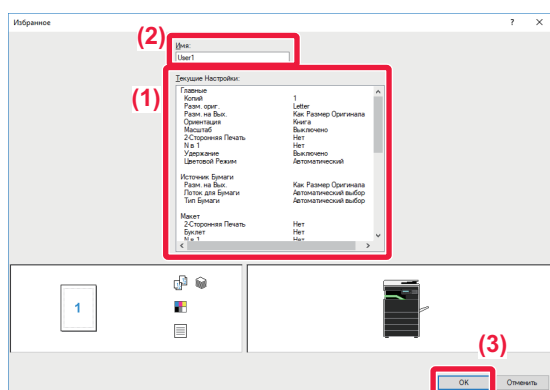 Избранное ? X
(2)
Имя:
User1
(1)
Текущие Настройки:
Главные
Копий 1
Разм. ориг. Letter
Разм. на Вых. Как Размер Оригинала
Ориентация Книга
Масштаб Выключено
2-Сторонняя Печать Нет
N в 1 Нет
Удержание Выключено
Цветовой Режим Автоматический
Источник Бумаги
Разм. на Вых. Как Размер Оригинала
Поток для Бумаги Автоматический выбор
Тип Бумаги Автоматический выбор
Макет
2-Сторонняя Печать Нет
Буклет Нет
N в 1 Нет
1
(3)
OK Отменить